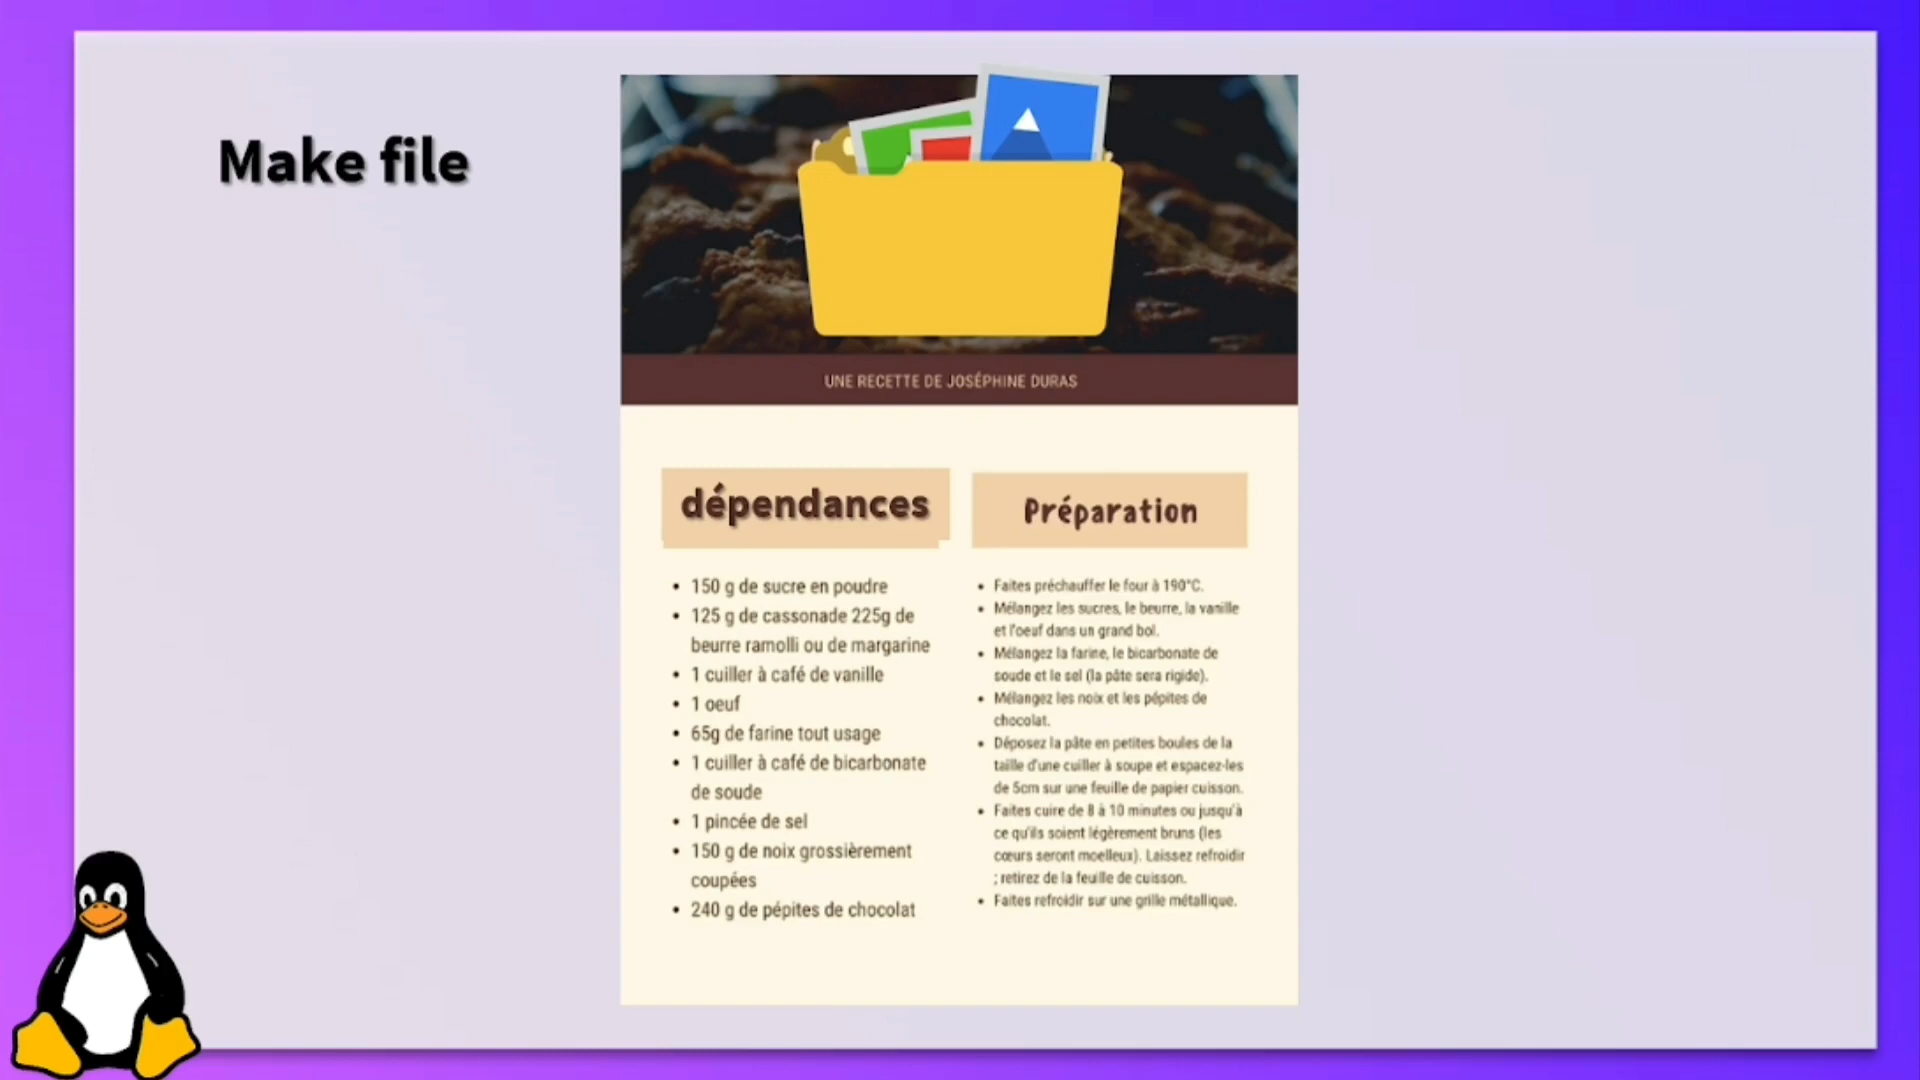 Make file
UNE RECETTE DE JOSÉPHINE DURAS
dépendances
• 150 g de sucre en poudre
• 125 g de cassonade 225g de
beurre ramolli ou de margarine
• 1 cuiller à café de vanille
• 1 oeuf
• 65g de farine tout usage
• 1 cuiller à café de bicarbonate
de soude
• 1 pincée de sel
• 150 g de noix grossièrement
coupées
• 240 g de pépites de chocolat
Préparation
• Faites préchauffer le four à 190°C.
• Mélangez les sucres, le beurre, la vanille
et l'oeuf dans un grand bol.
• Mélangez la farine, le bicarbonate de
soude et le sel (la pâte sera rigide).
• Mélangez les noix et les pépites de
chocolat.
• Déposez la pâte en petites boules de la
taille d'une cuiller à soupe et espacez-les
de 5cm sur une feuille de papier cuisson.
• Faites cuire de 8 à 10 minutes ou jusqu'à
ce qu'ils soient légèrement bruns (les
cœurs seront moelleux). Laissez refroidir
; retirez de la feuille de cuisson.
• Faites refroidir sur une grille métallique.